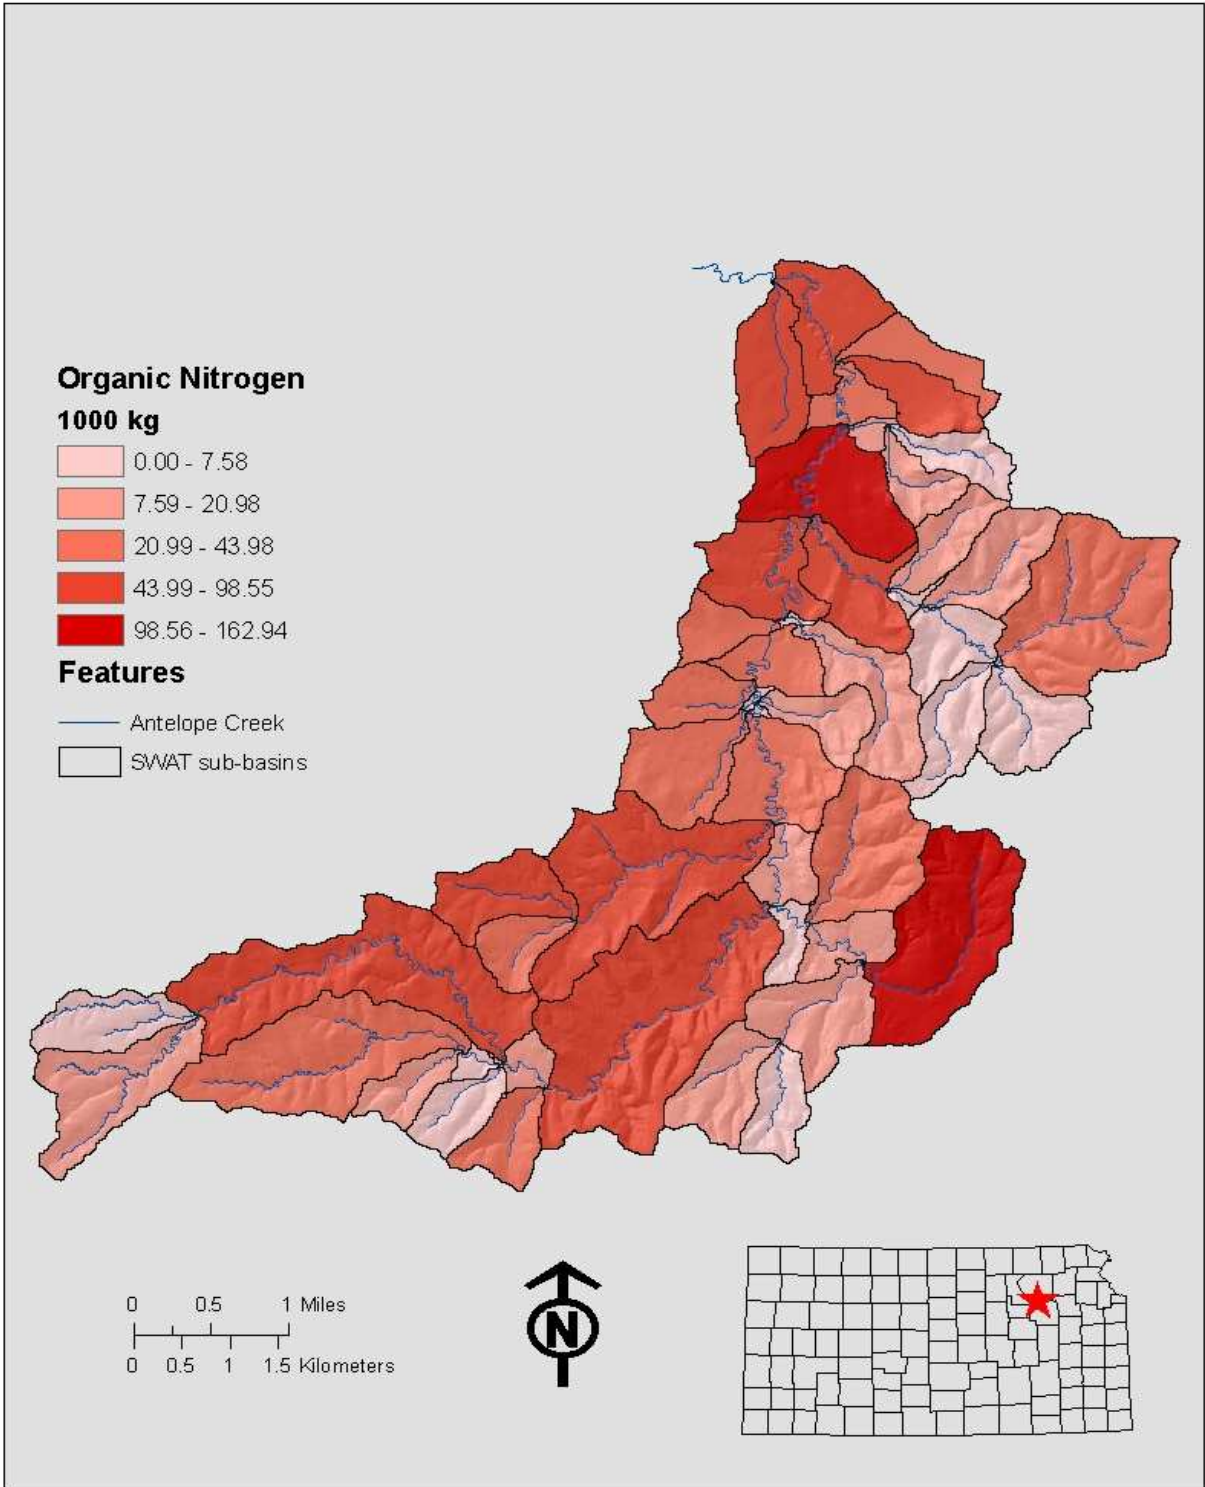 Organic Nitrogen
1000 kg
0.00 - 7.58
7.59 - 20.98
20.99 - 43.98
43.99 - 98.55
98.56 - 162.94
Features
Antelope Creek
SWAT sub-basins
0 0.5 1 Miles
0 0.5 1 1.5 Kilometers
N